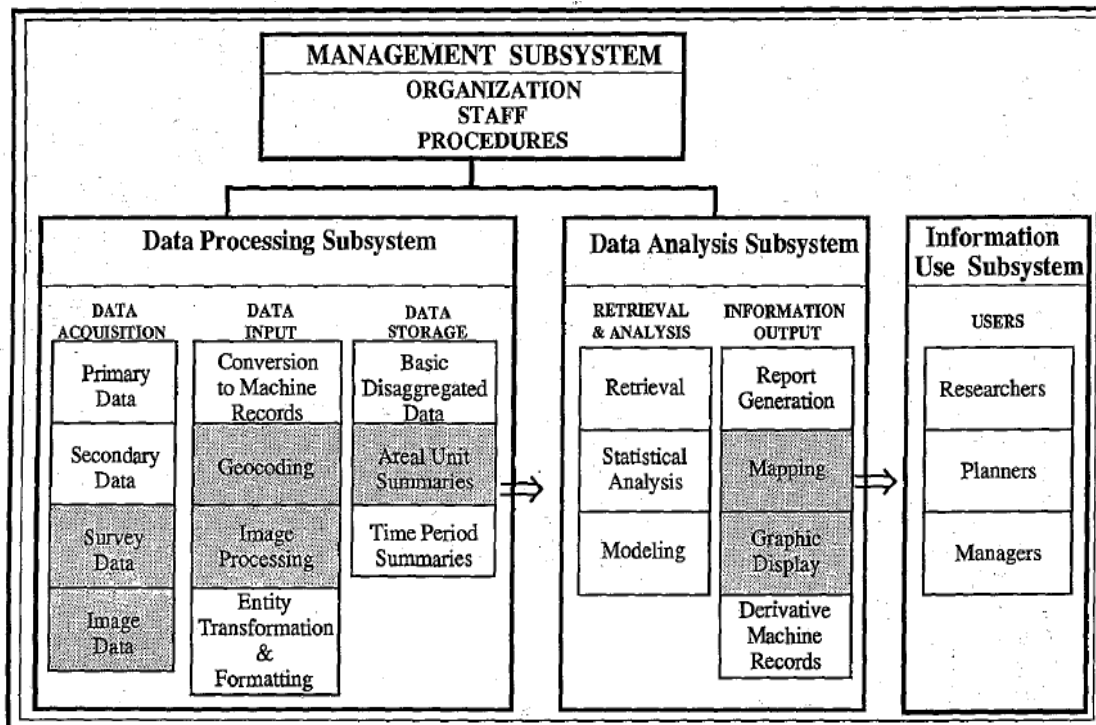 MANAGEMENT SUBSYSTEM
ORGANIZATION
STAFF
PROCEDURES
Data Processing Subsystem
DATA
ACQUISITION
Primary
Data
Secondary
Data
Survey
Data
Image
Data
DATA
INPUT
Conversion
to Machine
Records
Geocoding
Image
Processing
Entity
Transformation
&
Formatting
DATA
STORAGE
Basic
Disaggregated
Data
Areal Unit
Summaries
Time Period
Summaries
Data Analysis Subsystem
RETRIEVAL
& ANALYSIS
Retrieval
Statistical
Analysis
Modeling
INFORMATION
OUTPUT
Report
Generation
Mapping
Graphic
Display
Derivative
Machine
Records
Information
Use Subsystem
USERS
Researchers
Planners
Managers